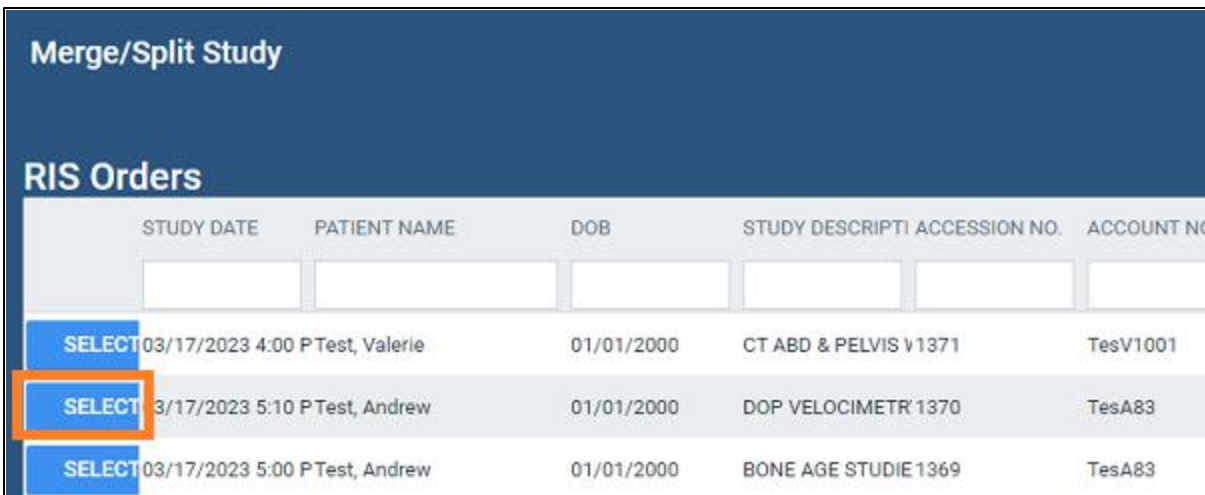 Merge/Split Study
RIS Orders
STUDY DATE PATIENT NAME DOB STUDY DESCRIPTI ACCESSION NO. ACCOUNT NO
SELECT 03/17/2023 4:00 P Test, Valerie 01/01/2000 CT ABD & PELVIS 1371 TesV1001
SELECT 3/17/2023 5:10 P Test, Andrew 01/01/2000 DOP VELOCIMETR 1370 TesA83
SELECT 03/17/2023 5:00 P Test, Andrew 01/01/2000 BONE AGE STUDIE 1369 TesA83